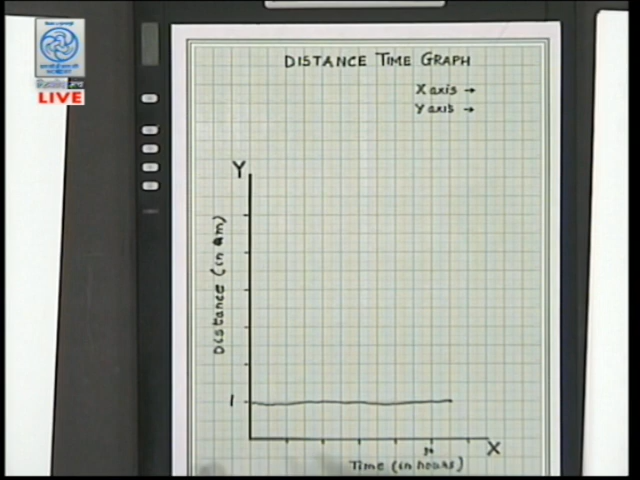 LIVE
DISTANCE TIME GRAPH
X axis →
Y axis →
Y
Distance (in km)
1
X
Time (in hours)